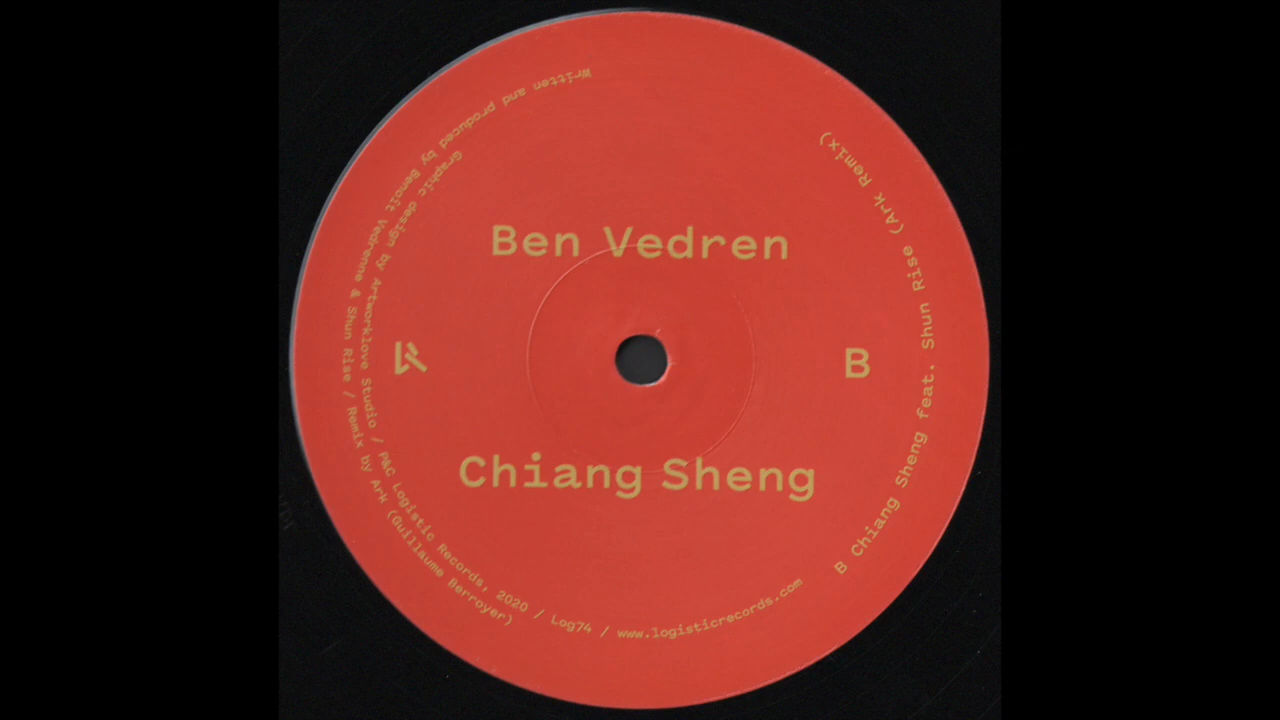 Ben Vedren
B
Chiang Sheng
B Chiang Sheng feat. Shun Rise (Ark Remix)
Written and produced by Benoit Vedrenne & Shun Rise / Remix by Ark (Guillaume Berroyer)
Graphic design by Artworklove Studio / P&C Logistic Records, 2020 / Log74 / www.logisticrecords.com